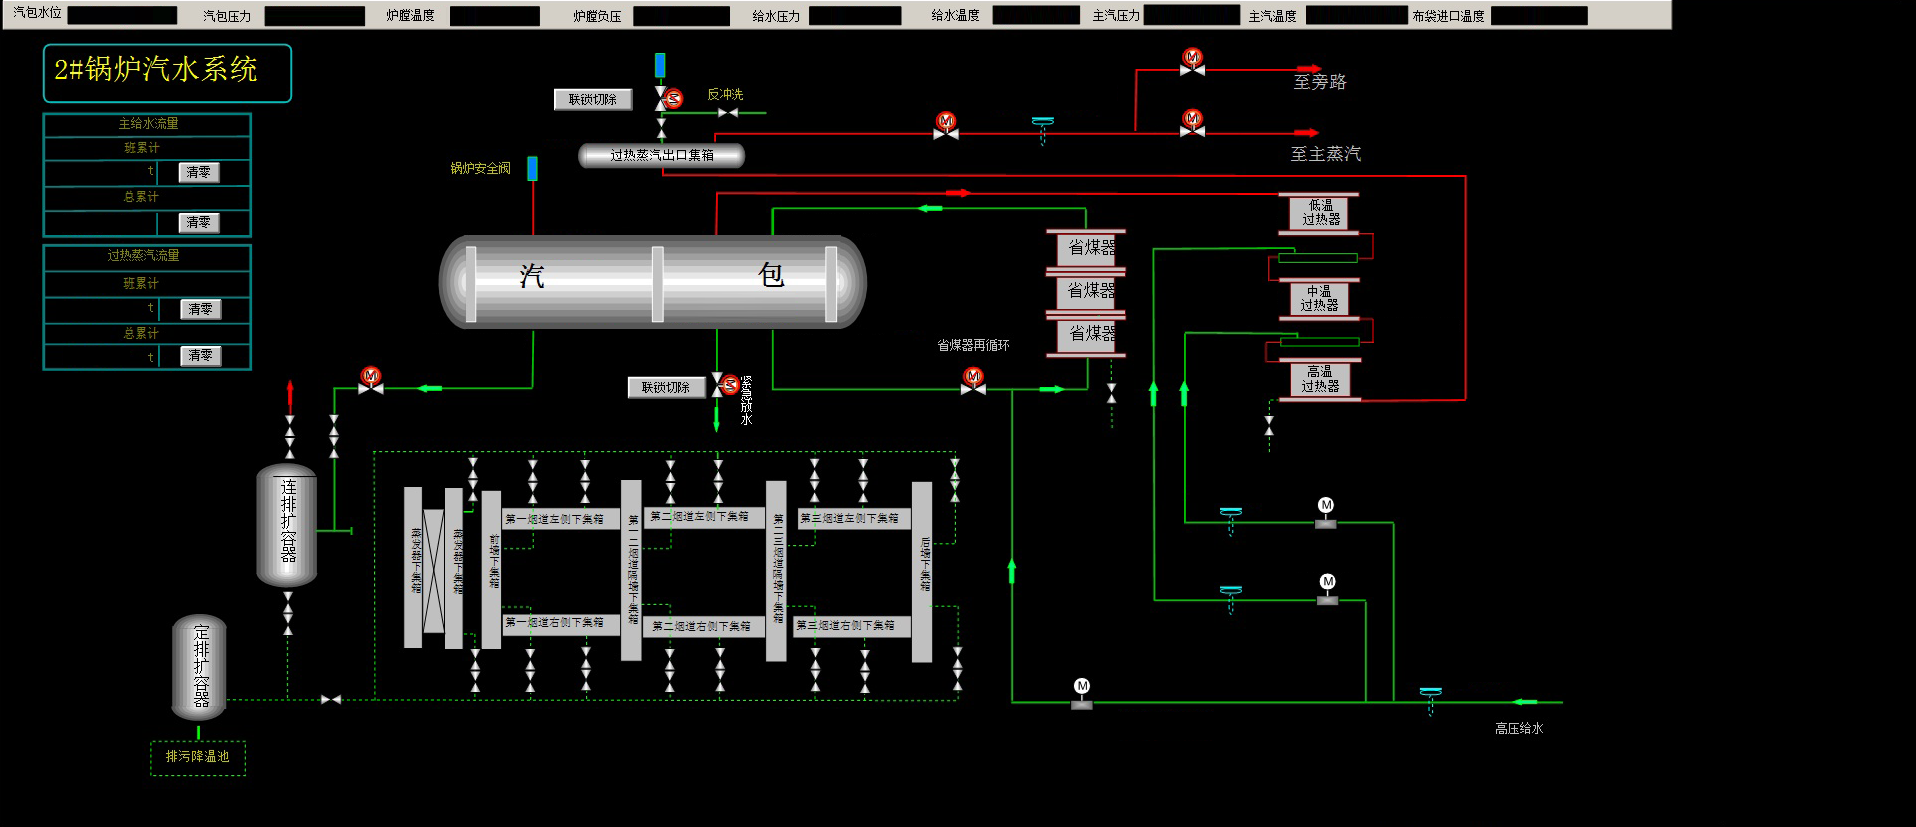 汽包水位
汽包压力
炉膛温度
炉膛负压
给水压力
给水温度
主汽压力
主汽温度
布袋进口温度
2#锅炉汽水系统
主给水流量
班累计
t
清零
总累计
清零
过热蒸汽流量
班累计
t
清零
总累计
t
清零
联锁切除
M
反冲洗
过热蒸汽出口集箱
锅炉安全阀
M
M
至旁路
M
至主蒸汽
汽包
省煤器
省煤器
省煤器
低温
过热器
中温
过热器
高温
过热器
省煤器再循环
M
M
联锁切除
M
紧急放水
连排扩容器
定排扩容器
排污降温池
蒸发器下集箱
蒸发器下集箱
前墙下集箱
第一烟道左侧下集箱
第一烟道右侧下集箱
第一二烟道隔墙下集箱
第二烟道左侧下集箱
第二烟道右侧下集箱
第二三烟道隔墙下集箱
第三烟道左侧下集箱
第三烟道右侧下集箱
后墙下集箱
M
M
M
高压给水